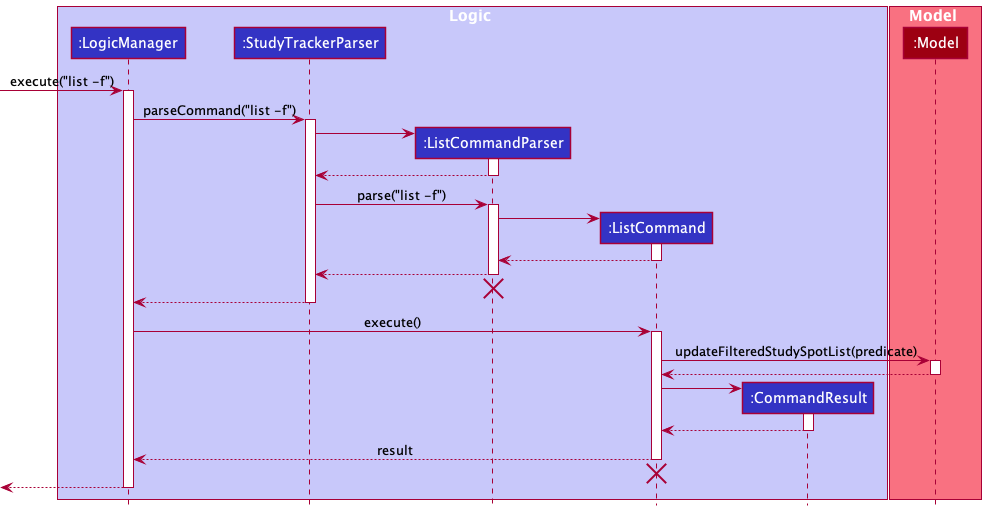 Logic
Model
:LogicManager
:StudyTrackerParser
:Model
execute("list -f")
parseCommand("list -f")
:ListCommandParser
parse("list -f")
:ListCommand
execute()
updateFilteredStudySpotList(predicate)
:CommandResult
result